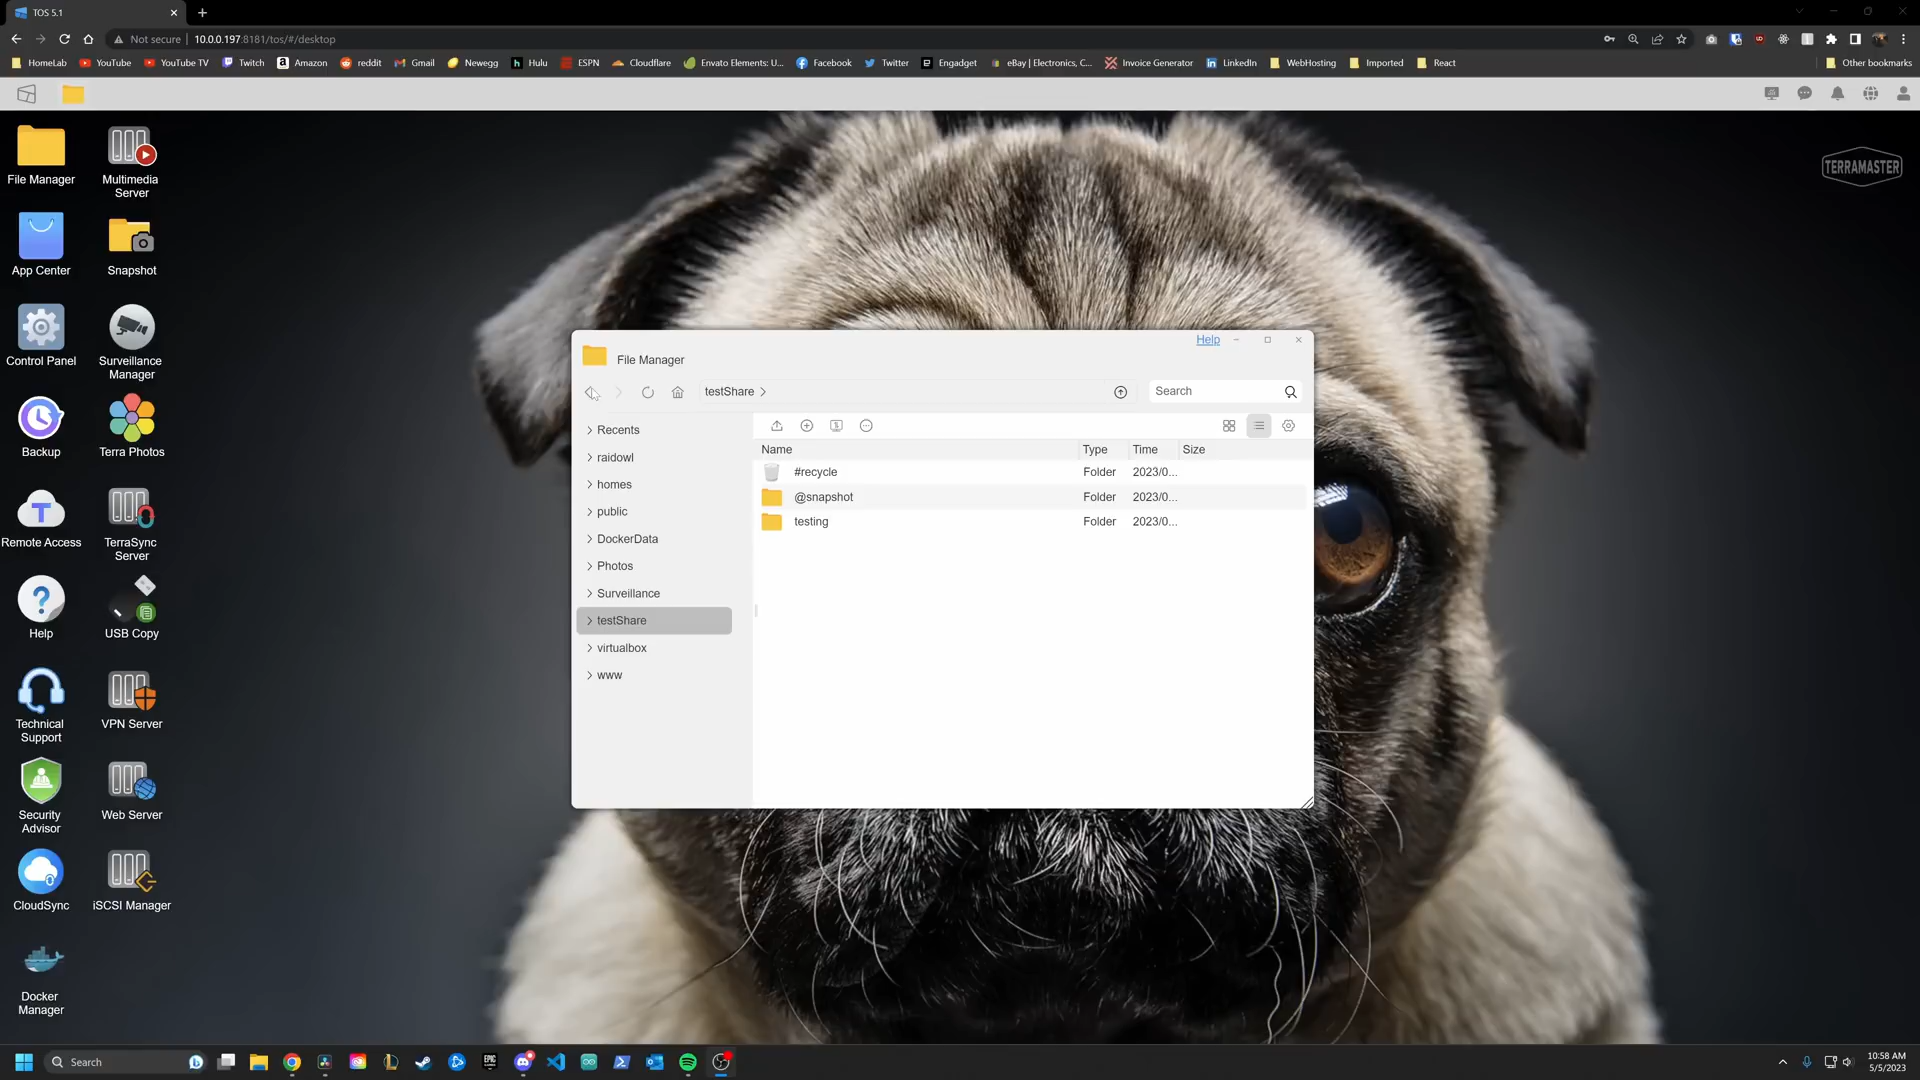 TOS 5.1
Not secure
10.0.0.197:8181/tos/#/desktop
HomeLab
YouTube
YouTube TV
Twitch
Amazon
reddit
Gmail
Newegg
Hulu
ESPN
Cloudflare
Envato Elements: U...
Facebook
Twitter
Engadget
eBay | Electronics, C...
Invoice Generator
LinkedIn
WebHosting
Imported
React
Other bookmarks
TERRAMASTER
File Manager
Multimedia
Server
App Center
Snapshot
Control Panel
Surveillance
Manager
Backup
Terra Photos
Remote Access
TerraSync
Server
Help
USB Copy
Technical
Support
VPN Server
Security
Advisor
Web Server
CloudSync
iSCSI Manager
Docker
Manager
Help
File Manager
testShare
Search
Recents
raidowl
homes
public
DockerData
Photos
Surveillance
testShare
virtualbox
www
Name Type Time Size
#recycle Folder 2023/0...
@snapshot Folder 2023/0...
testing Folder 2023/0...
Search
EPIC
10:58 AM
5/5/2023